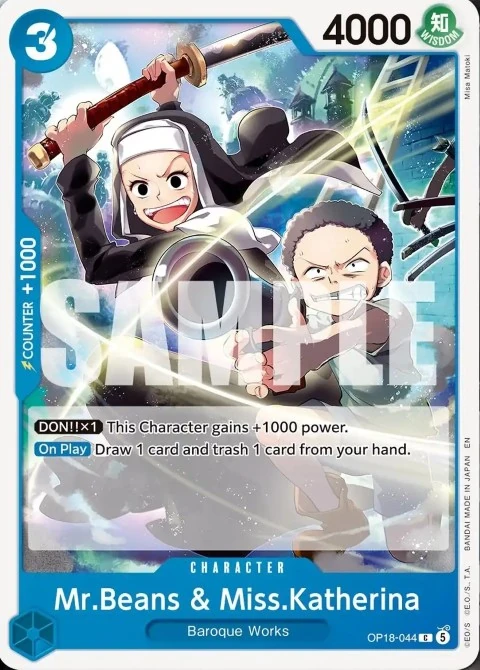 3
4000
知
WISDOM
Misa Matoki
COUNTER +1000
SAMPLE
DON!!×1 This Character gains +1000 power.
On Play Draw 1 card and trash 1 card from your hand.
CHARACTER
Mr.Beans & Miss.Katherina
Baroque Works
OP18-044 C 5
©E.O./S., T.A. BANDAI MADE IN JAPAN EN